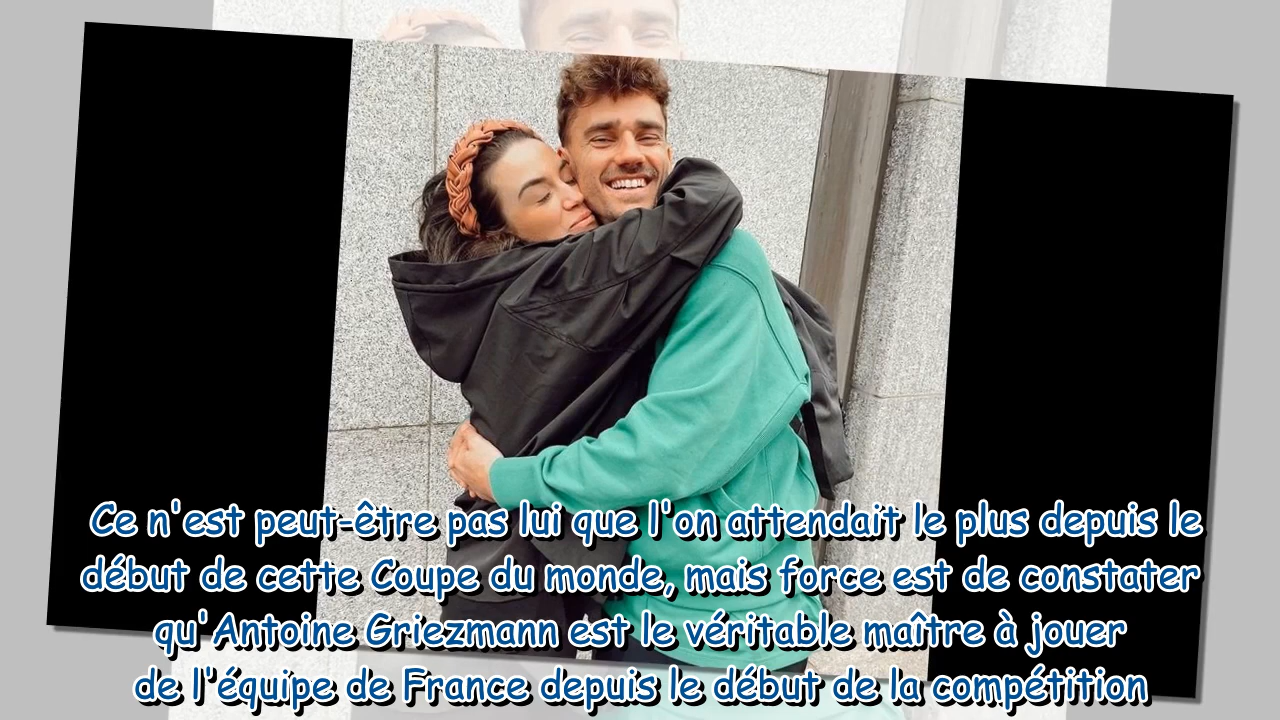 Ce n'est peut-être pas lui que l'on attendait le plus depuis le
début de cette Coupe du monde, mais force est de constater
qu'Antoine Griezmann est le véritable maître à jouer
de l'équipe de France depuis le début de la compétition